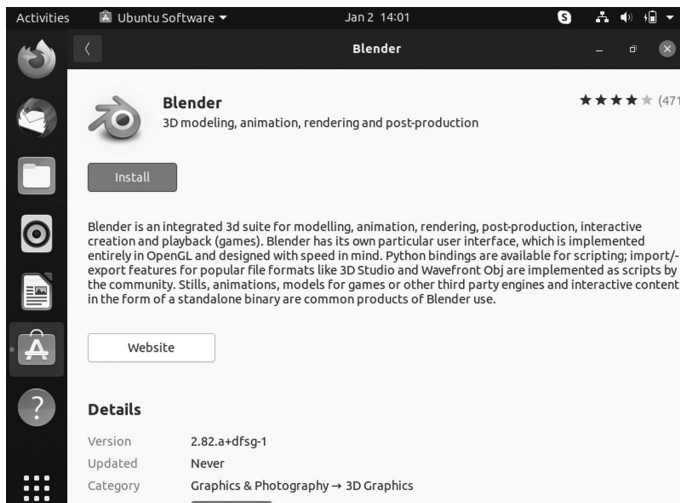 Activities Ubuntu Software Jan 2 14:01
Blender
Blender
3D modeling, animation, rendering and post-production
(471
Install
Blender is an integrated 3d suite for modelling, animation, rendering, post-production, interactive
creation and playback (games). Blender has its own particular user interface, which is implemented
entirely in OpenGL and designed with speed in mind. Python bindings are available for scripting; import/-
export features for popular file formats like 3D Studio and Wavefront Obj are implemented as scripts by
the community. Stills, animations, models for games or other third party engines and interactive content
in the form of a standalone binary are common products of Blender use.
Website
Details
Version 2.82.a+dfsg-1
Updated Never
Category Graphics & Photography → 3D Graphics